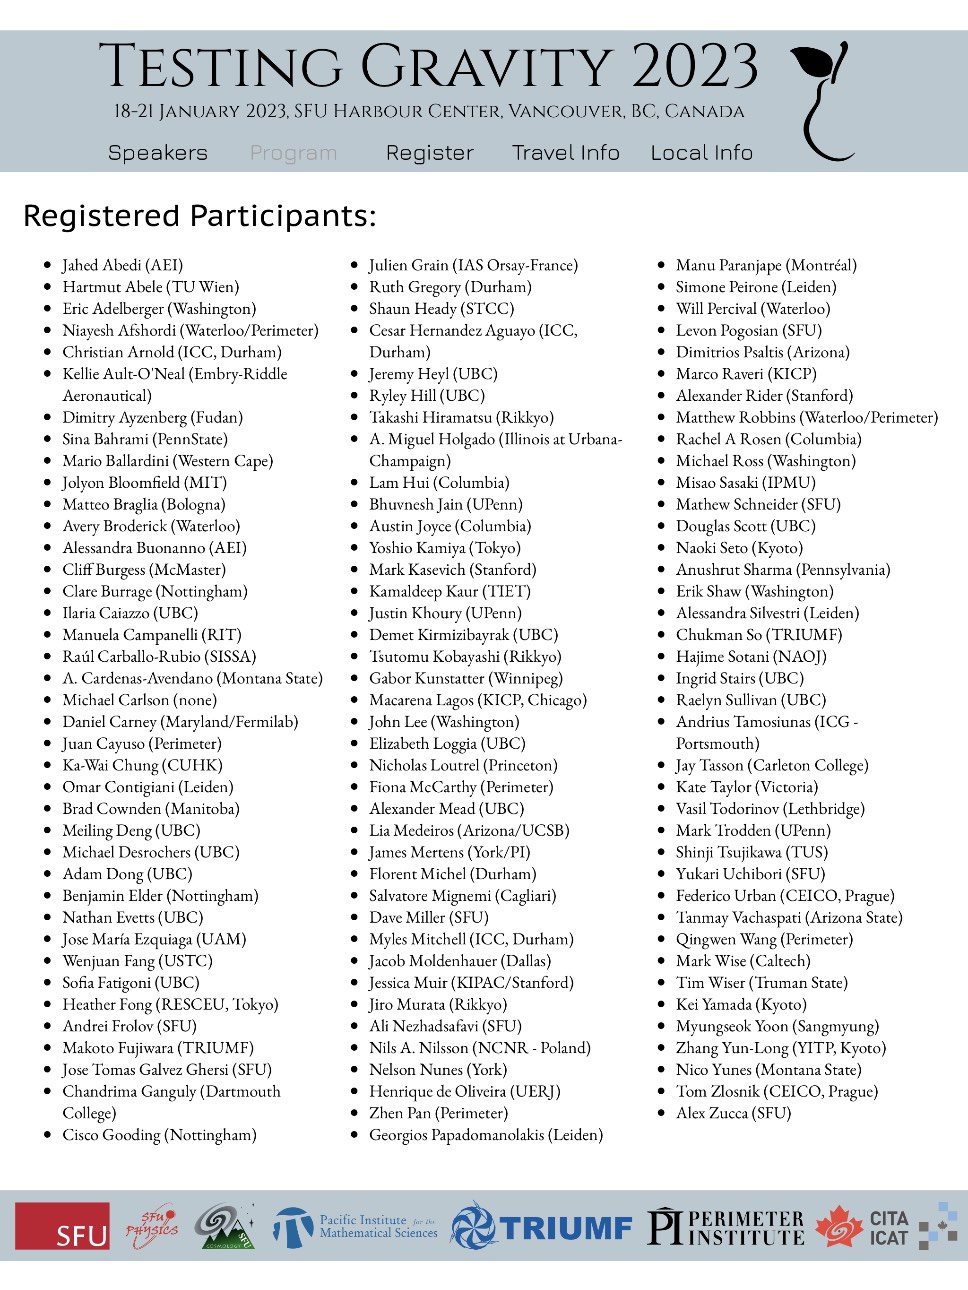 Testing Gravity 2023
18-21 January 2023, SFU Harbour Center, Vancouver, BC, Canada
Speakers Program Register Travel Info Local Info
Registered Participants:
Jahed Abedi (AEI)
Hartmut Abele (TU Wien)
Eric Adelberger (Washington)
Niayesh Afshordi (Waterloo/Perimeter)
Christian Arnold (ICC, Durham)
Kellie Ault-O'Neal (Embry-Riddle
Aeronautical)
Dimitry Ayzenberg (Fudan)
Sina Bahrami (PennState)
Mario Ballardini (Western Cape)
Jolyon Bloomfield (MIT)
Matteo Braglia (Bologna)
Avery Broderick (Waterloo)
Alessandra Buonanno (AEI)
Cliff Burgess (McMaster)
Clare Burrage (Nottingham)
Ilaria Caiazzo (UBC)
Manuela Campanelli (RIT)
Raúl Carballo-Rubio (SISSA)
A. Cardenas-Avendano (Montana State)
Michael Carlson (none)
Daniel Carney (Maryland/Fermilab)
Juan Cayuso (Perimeter)
Ka-Wai Chung (CUHK)
Omar Contigiani (Leiden)
Brad Cownden (Manitoba)
Meiling Deng (UBC)
Michael Desrochers (UBC)
Adam Dong (UBC)
Benjamin Elder (Nottingham)
Nathan Evetts (UBC)
Jose María Ezquiaga (UAM)
Wenjuan Fang (USTC)
Sofia Fatigoni (UBC)
Heather Fong (RESCEU, Tokyo)
Andrei Frolov (SFU)
Makoto Fujiwara (TRIUMF)
Jose Tomas Galvez Ghersi (SFU)
Chandrima Ganguly (Dartmouth
College)
Cisco Gooding (Nottingham)
Julien Grain (IAS Orsay-France)
Ruth Gregory (Durham)
Shaun Heady (STCC)
Cesar Hernandez Aguayo (ICC,
Durham)
Jeremy Heyl (UBC)
Ryley Hill (UBC)
Takashi Hiramatsu (Rikkyo)
A. Miguel Holgado (Illinois at Urbana-
Champaign)
Lam Hui (Columbia)
Bhuvnesh Jain (UPenn)
Austin Joyce (Columbia)
Yoshio Kamiya (Tokyo)
Mark Kasevich (Stanford)
Kamaldeep Kaur (TIET)
Justin Khoury (UPenn)
Demet Kirmizibayrak (UBC)
Tsutomu Kobayashi (Rikkyo)
Gabor Kunstatter (Winnipeg)
Macarena Lagos (KICP, Chicago)
John Lee (Washington)
Elizabeth Loggia (UBC)
Nicholas Loutrel (Princeton)
Fiona McCarthy (Perimeter)
Alexander Mead (UBC)
Lia Medeiros (Arizona/UCSB)
James Mertens (York/PI)
Florent Michel (Durham)
Salvatore Mignemi (Cagliari)
Dave Miller (SFU)
Myles Mitchell (ICC, Durham)
Jacob Moldenhauer (Dallas)
Jessica Muir (KIPAC/Stanford)
Jiro Murata (Rikkyo)
Ali Nezhadsafavi (SFU)
Nils A. Nilsson (NCNR - Poland)
Nelson Nunes (York)
Henrique de Oliveira (UERJ)
Zhen Pan (Perimeter)
Georgios Papadomanolakis (Leiden)
Manu Paranjape (Montréal)
Simone Peirone (Leiden)
Will Percival (Waterloo)
Levon Pogosian (SFU)
Dimitrios Psaltis (Arizona)
Marco Raveri (KICP)
Alexander Rider (Stanford)
Matthew Robbins (Waterloo/Perimeter)
Rachel A Rosen (Columbia)
Michael Ross (Washington)
Misao Sasaki (IPMU)
Mathew Schneider (SFU)
Douglas Scott (UBC)
Naoki Seto (Kyoto)
Anushrut Sharma (Pennsylvania)
Erik Shaw (Washington)
Alessandra Silvestri (Leiden)
Chukman So (TRIUMF)
Hajime Sotani (NAOJ)
Ingrid Stairs (UBC)
Raelyn Sullivan (UBC)
Andrius Tamosiunas (ICG -
Portsmouth)
Jay Tasson (Carleton College)
Kate Taylor (Victoria)
Vasil Todorinov (Lethbridge)
Mark Trodden (UPenn)
Shinji Tsujikawa (TUS)
Yukari Uchibori (SFU)
Federico Urban (CEICO, Prague)
Tanmay Vachaspati (Arizona State)
Qingwen Wang (Perimeter)
Mark Wise (Caltech)
Tim Wiser (Truman State)
Kei Yamada (Kyoto)
Myungseok Yoon (Sangmyung)
Zhang Yun-Long (YITP, Kyoto)
Nico Yunes (Montana State)
Tom Zlosnik (CEICO, Prague)
Alex Zucca (SFU)
SFU
SFU PHYSICS
COSMOLOGY SFU
Pacific Institute for the
Mathematical Sciences
TRIUMF
PI PERIMETER
INSTITUTE
CITA
ICAT